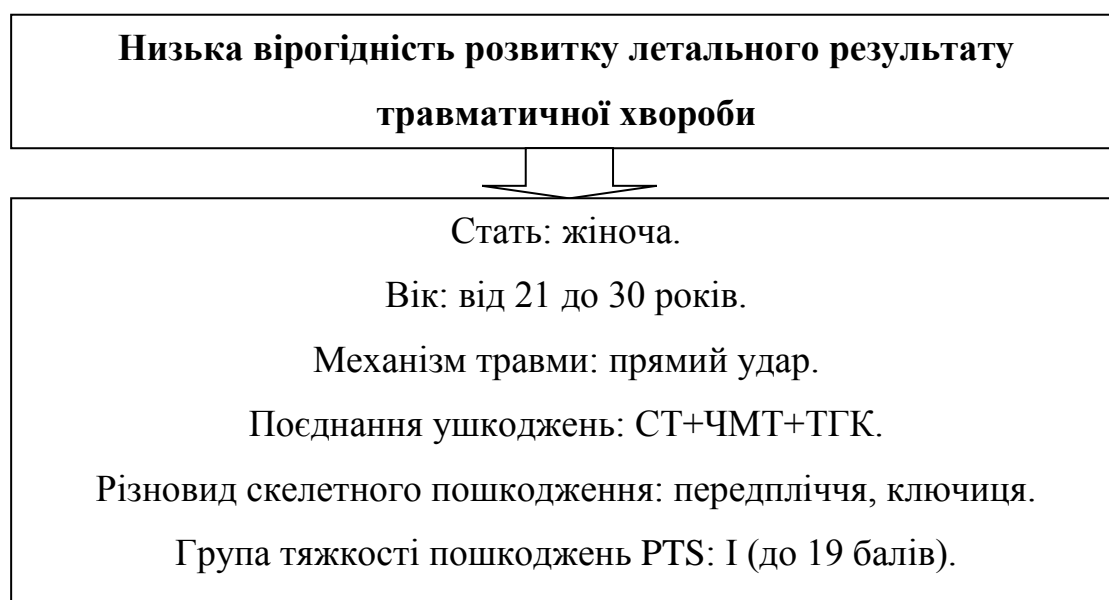 Низька вірогідність розвитку летального результату
травматичної хвороби
Стать: жіноча.
Вік: від 21 до 30 років.
Механізм травми: прямий удар.
Поєднання ушкоджень: СТ+ЧМТ+ТГК.
Різновид скелетного пошкодження: передпліччя, ключиця.
Група тяжкості пошкоджень PTS: I (до 19 балів).